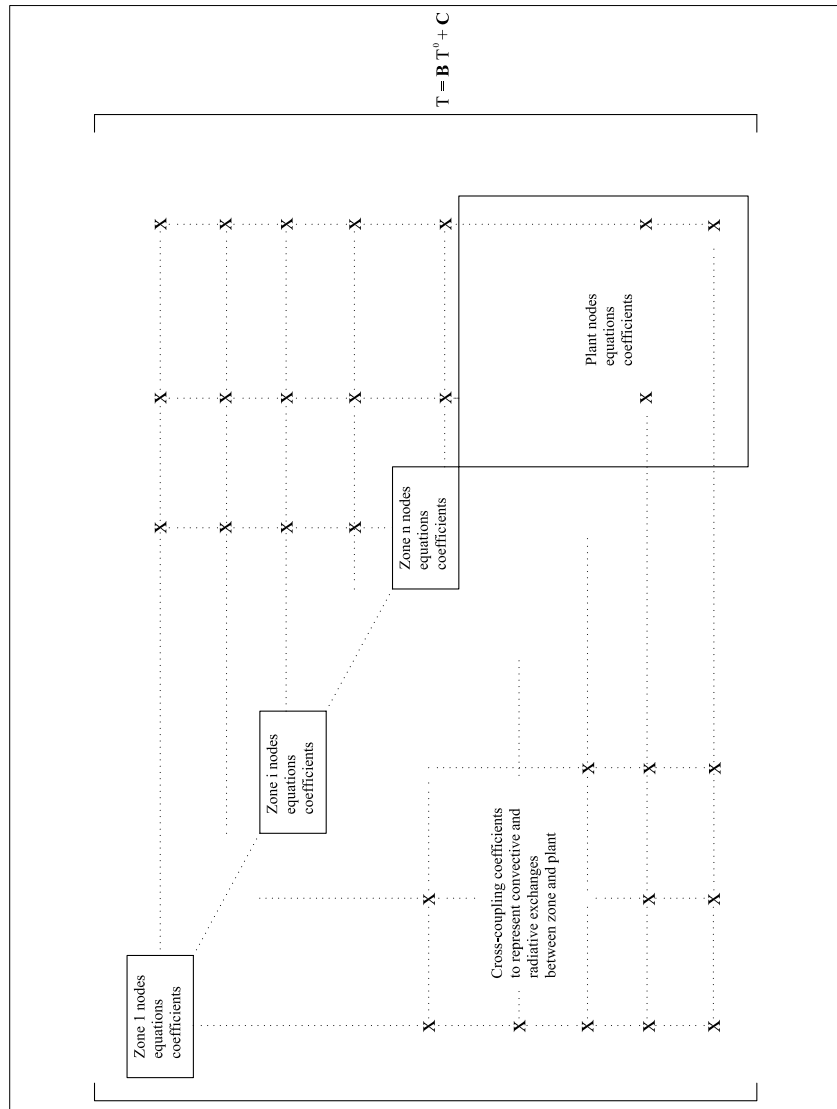 Zone 1 nodes
equations
coefficients
X X X
X X X
Zone i nodes
equations
coefficients
X X X
X X X
Zone n nodes
equations
coefficients
X X
X X
T = B T⁰ + C
Cross-coupling coefficients
to represent convective and
radiative exchanges
between zone and plant
X
X X
Plant nodes
equations
coefficients
X X X X X
X X X X